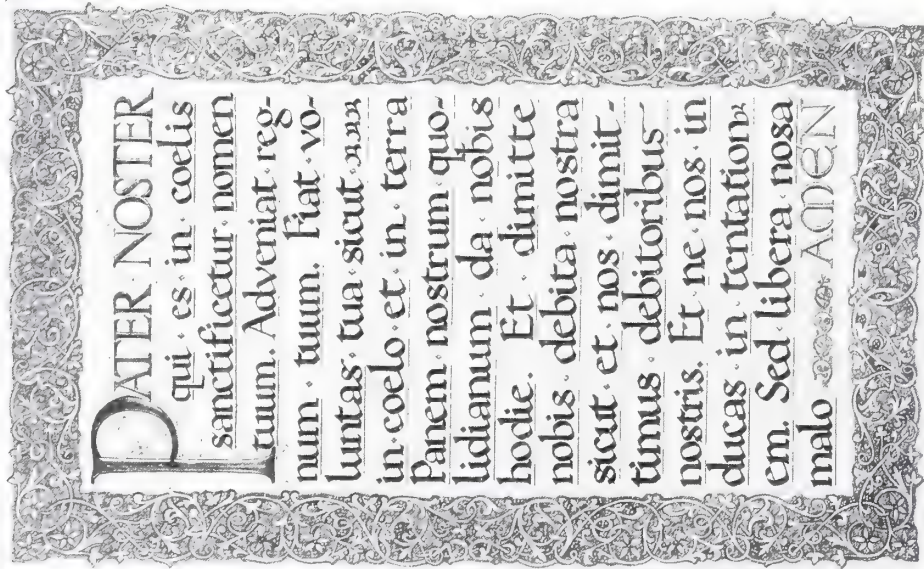 PATER NOSTER
qui · es · in · coelis
sanctificetur · nomen
tuum. Adveniat · reg-
num · tuum. Fiat · vo-
luntas · tua · sicut ·
in · coelo · et · in · terra
Panem · nostrum · quo-
tidianum · da · nobis
hodie. Et · dimitte
nobis · debita · nostra
sicut · et · nos · dimit-
timus · debitoribus
nostris. Et · ne · nos · in
ducas · in · tentation
em. Sed · libera · nosa
malo AMEN